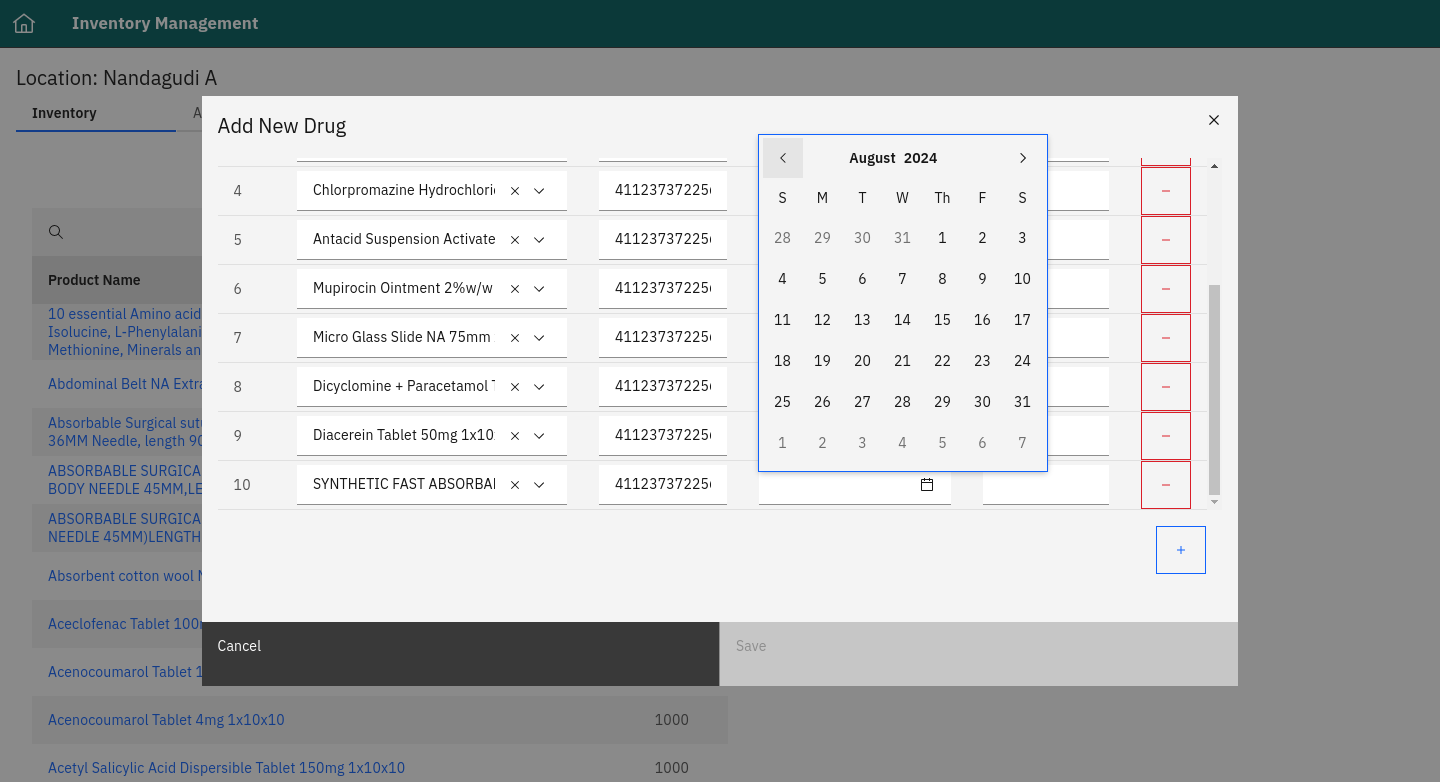 Inventory Management
Location: Nandagudi A
Inventory
A
Add New Drug
August 2024
S M T W Th F S
28 29 30 31 1 2 3
4 5 6 7 8 9 10
11 12 13 14 15 16 17
18 19 20 21 22 23 24
25 26 27 28 29 30 31
1 2 3 4 5 6 7
4 Chlorpromazine Hydrochlori 41123737225
5 Antacid Suspension Activate 41123737225
6 Mupirocin Ointment 2%w/w 41123737225
7 Micro Glass Slide NA 75mm 41123737225
8 Dicyclomine + Paracetamol 41123737225
9 Diacerein Tablet 50mg 1x10 41123737225
10 SYNTHETIC FAST ABSORBA 41123737225
Cancel
Save
Product Name
10 essential Amino acid
Isolucine, L-Phenylalani
Methionine, Minerals an
Abdominal Belt NA Extra
Absorbable Surgical sut
36MM Needle, length 90
ABSORBABLE SURGICA
BODY NEEDLE 45MM,LE
ABSORBABLE SURGICA
NEEDLE 45MM)LENGTH
Absorbent cotton wool
Aceclofenac Tablet 100
Acenocoumarol Tablet 1
Acenocoumarol Tablet 4mg 1x10x10 1000
Acetyl Salicylic Acid Dispersible Tablet 150mg 1x10x10 1000